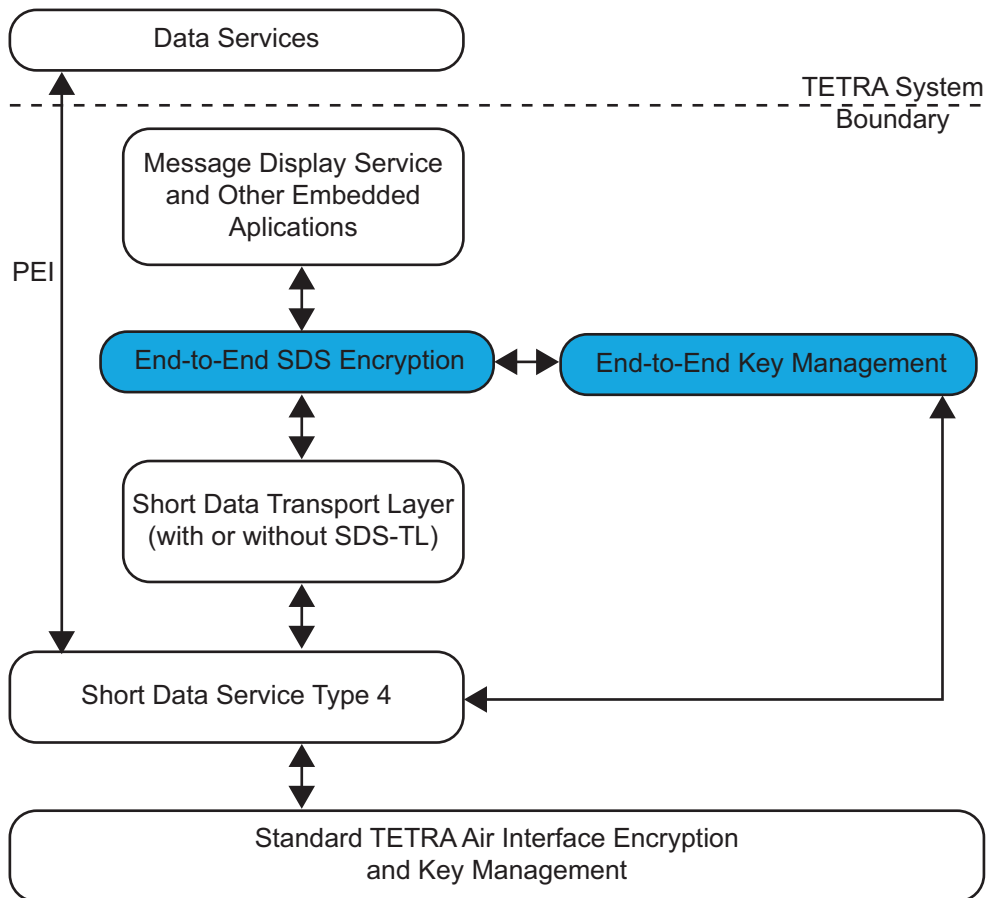 Data Services
TETRA System
Boundary
Message Display Service
and Other Embedded
Aplications
PEI
End-to-End SDS Encryption
End-to-End Key Management
Short Data Transport Layer
(with or without SDS-TL)
Short Data Service Type 4
Standard TETRA Air Interface Encryption
and Key Management